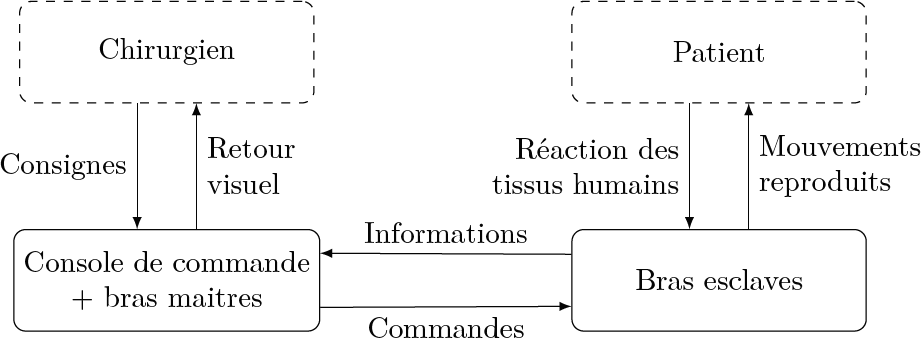 Chirurgien
Patient
Consignes
Retour
visuel
Réaction des
tissus humains
Mouvements
reproduits
Informations
Console de commande
+ bras maitres
Bras esclaves
Commandes